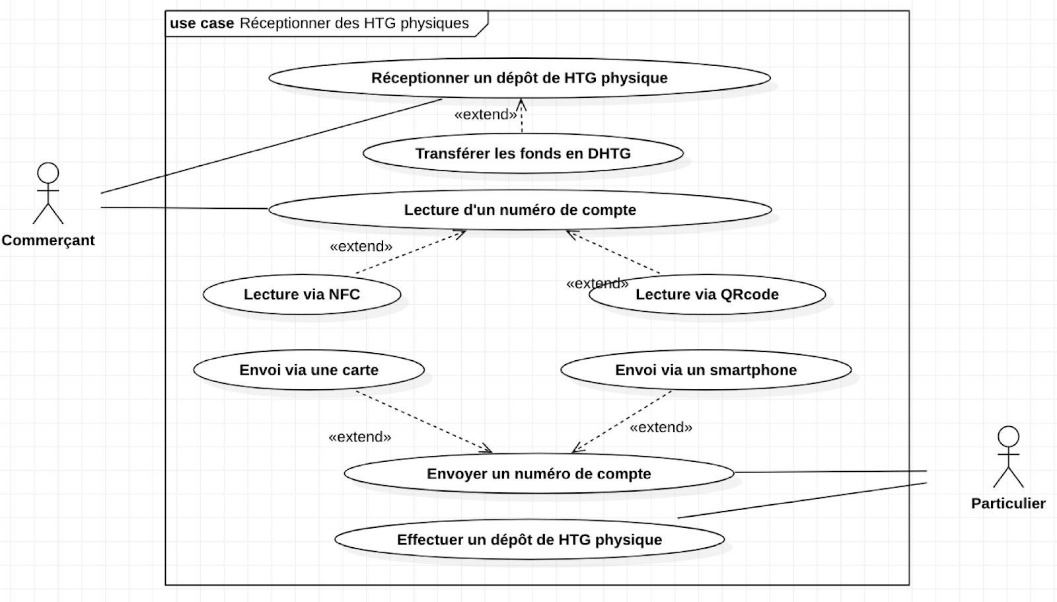 use case Réceptionner des HTG physiques
Réceptionner un dépôt de HTG physique
«extend»
Transférer les fonds en DHTG
Commerçant
Lecture d'un numéro de compte
«extend»
«extend»
Lecture via NFC
Lecture via QRcode
Envoi via une carte
Envoi via un smartphone
«extend»
«extend»
Envoyer un numéro de compte
Particulier
Effectuer un dépôt de HTG physique